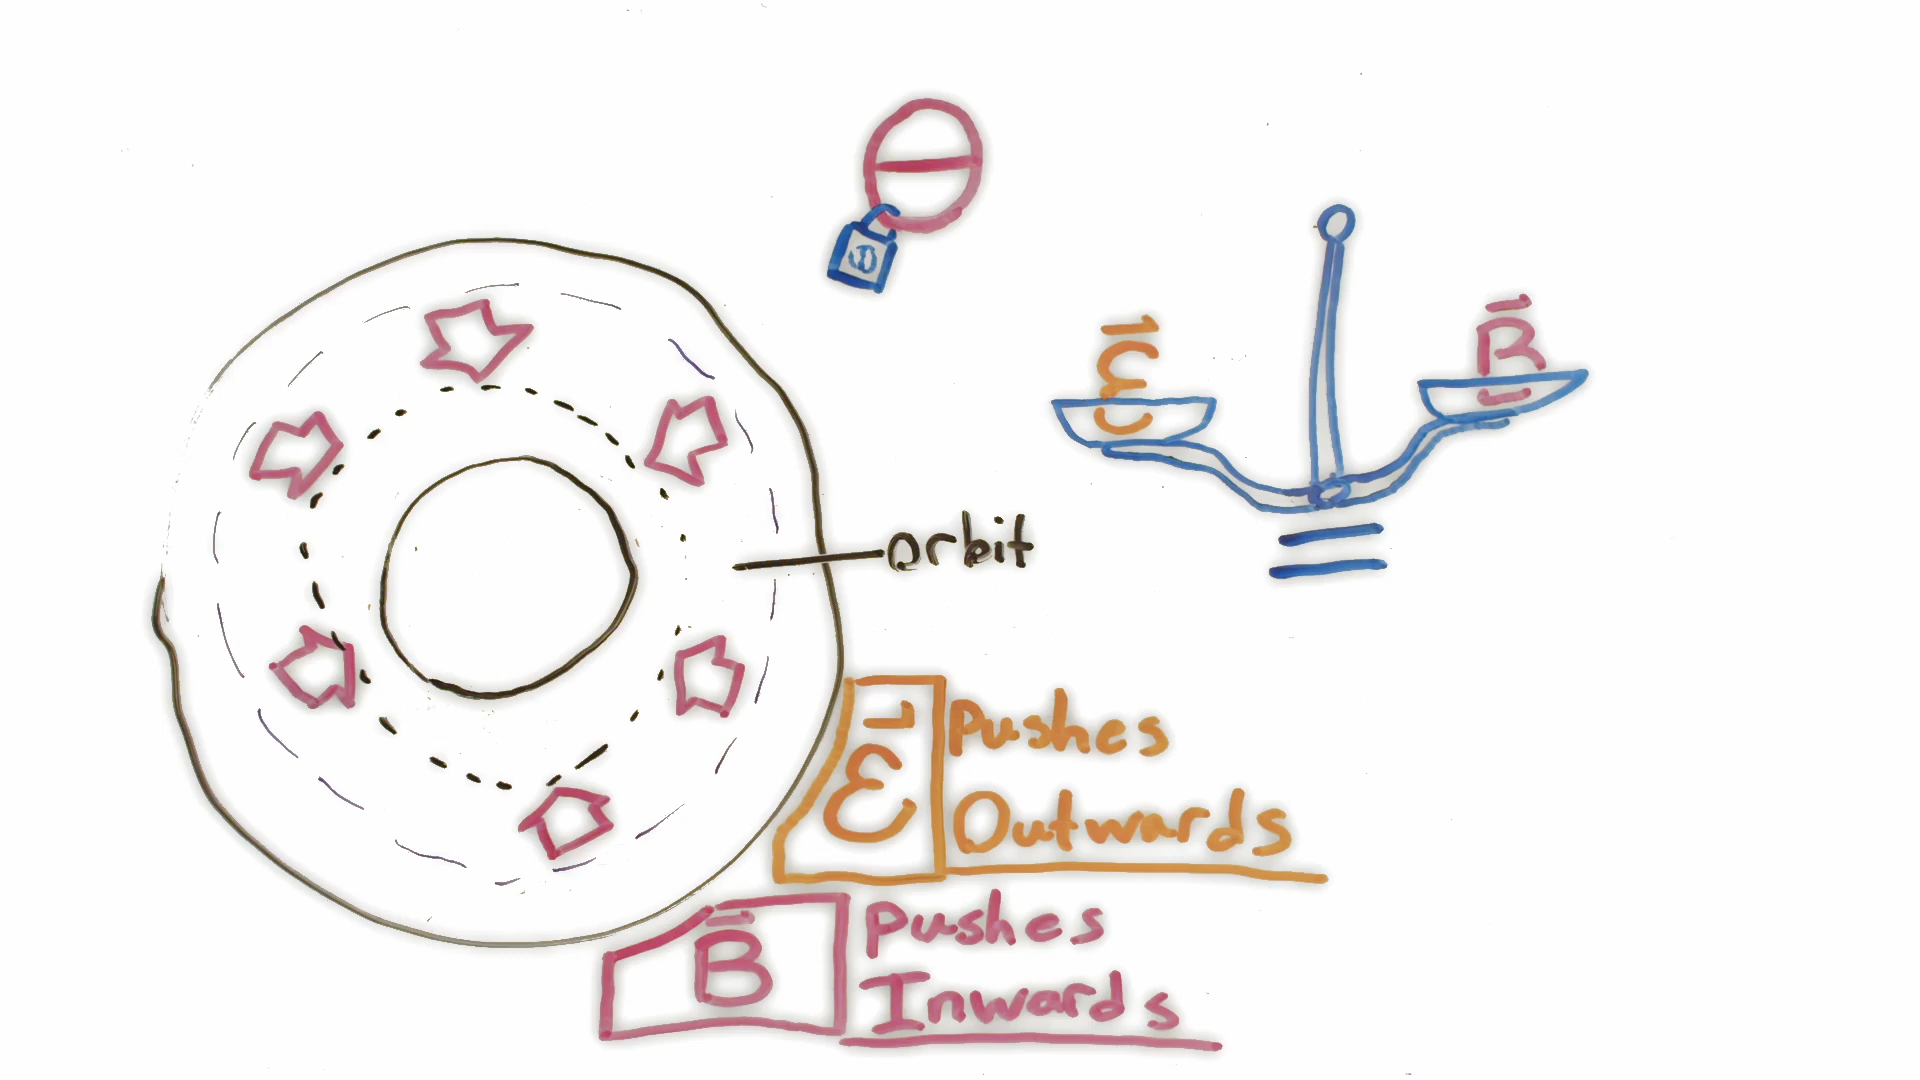 orbit
Pushes
Outwards
B
Pushes
Inwards